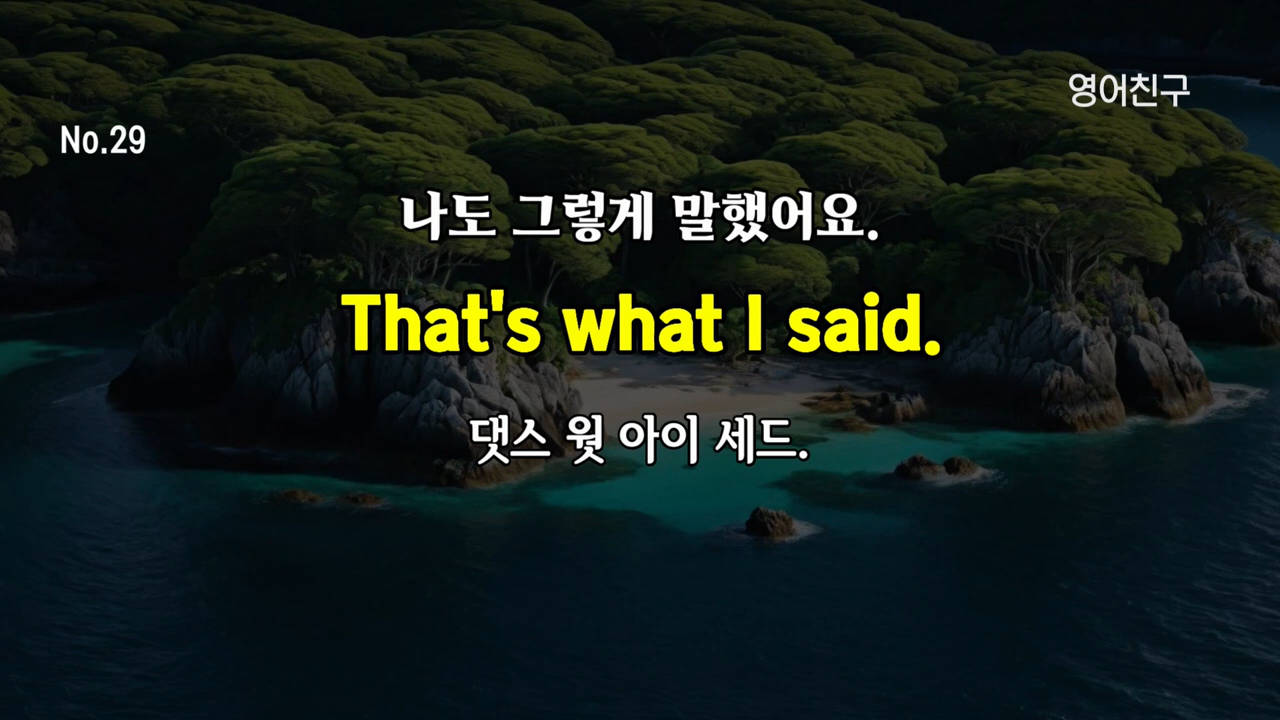 영어친구
No.29
나도 그렇게 말했어요.
That's what I said.
댓스 웟 아이 세드.